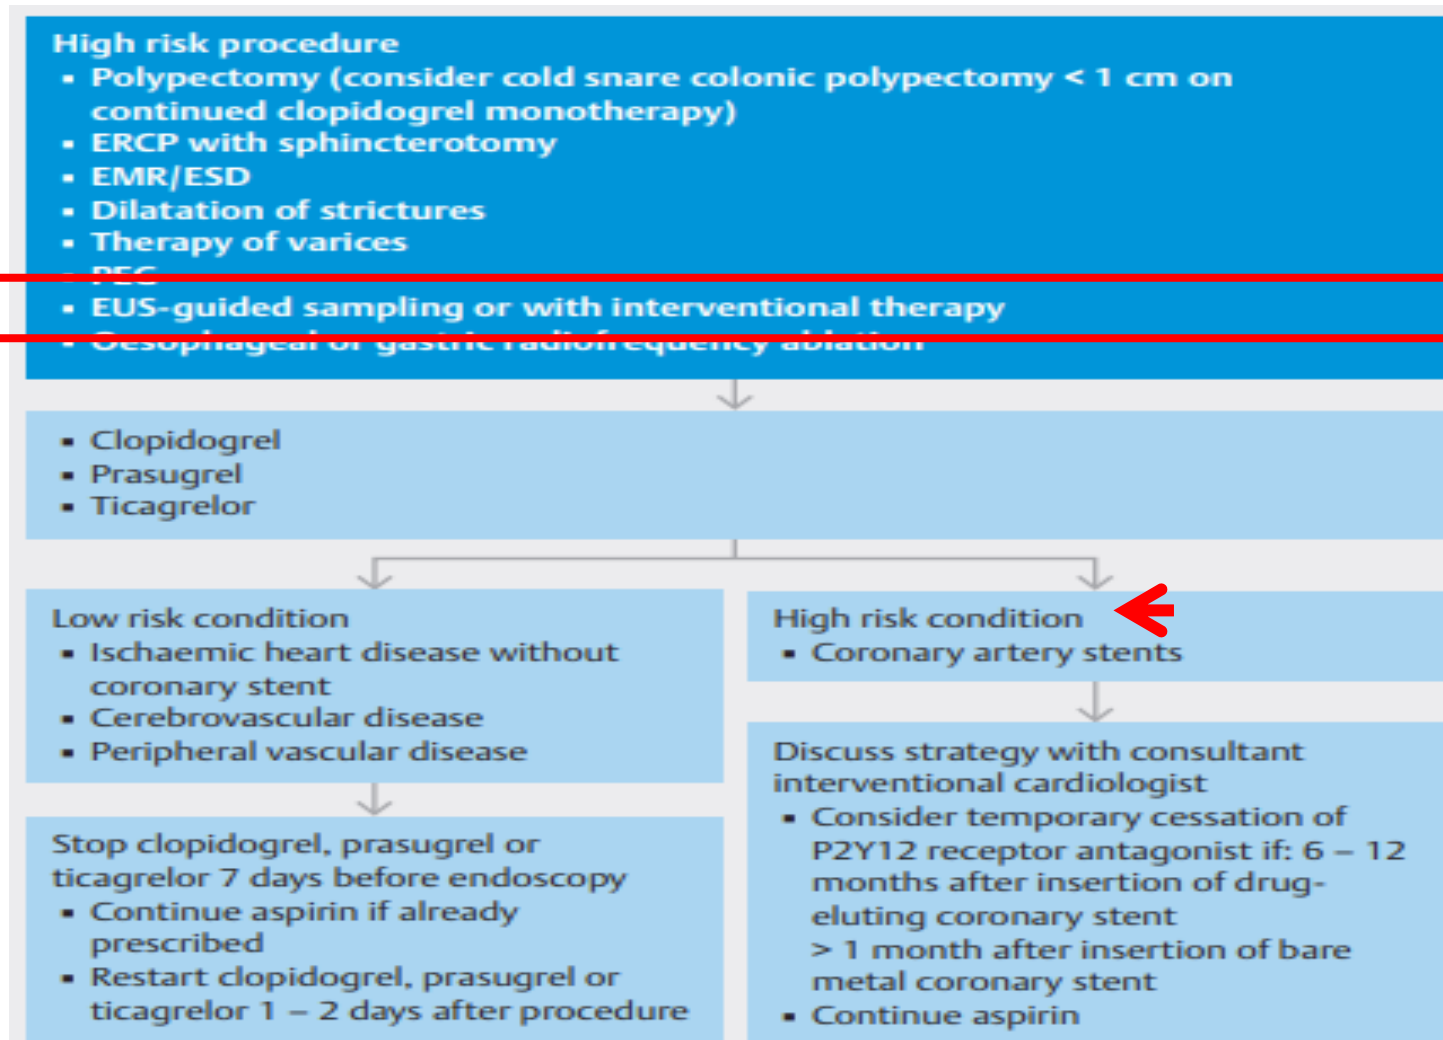 High risk procedure
▪ Polypectomy (consider cold snare colonic polypectomy < 1 cm on
continued clopidogrel monotherapy)
▪ ERCP with sphincterotomy
▪ EMR/ESD
▪ Dilatation of strictures
▪ Therapy of varices
▪ PEG
▪ EUS-guided sampling or with interventional therapy
▪ Oesophageal or gastric radiofrequency ablation
▪ Clopidogrel
▪ Prasugrel
▪ Ticagrelor
Low risk condition
▪ Ischaemic heart disease without
coronary stent
▪ Cerebrovascular disease
▪ Peripheral vascular disease
Stop clopidogrel, prasugrel or
ticagrelor 7 days before endoscopy
▪ Continue aspirin if already
prescribed
▪ Restart clopidogrel, prasugrel or
ticagrelor 1 – 2 days after procedure
High risk condition
▪ Coronary artery stents
Discuss strategy with consultant
interventional cardiologist
▪ Consider temporary cessation of
P2Y12 receptor antagonist if: 6 – 12
months after insertion of drug-
eluting coronary stent
> 1 month after insertion of bare
metal coronary stent
▪ Continue aspirin